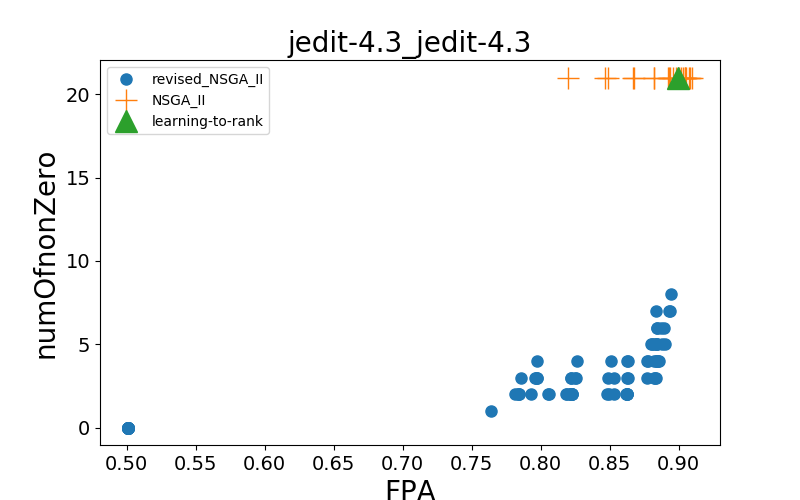 jedit-4.3_jedit-4.3
revised_NSGA_II
NSGA_II
learning-to-rank
numOfnonZero
20
15
10
5
0
0.50 0.55 0.60 0.65 0.70 0.75 0.80 0.85 0.90
FPA